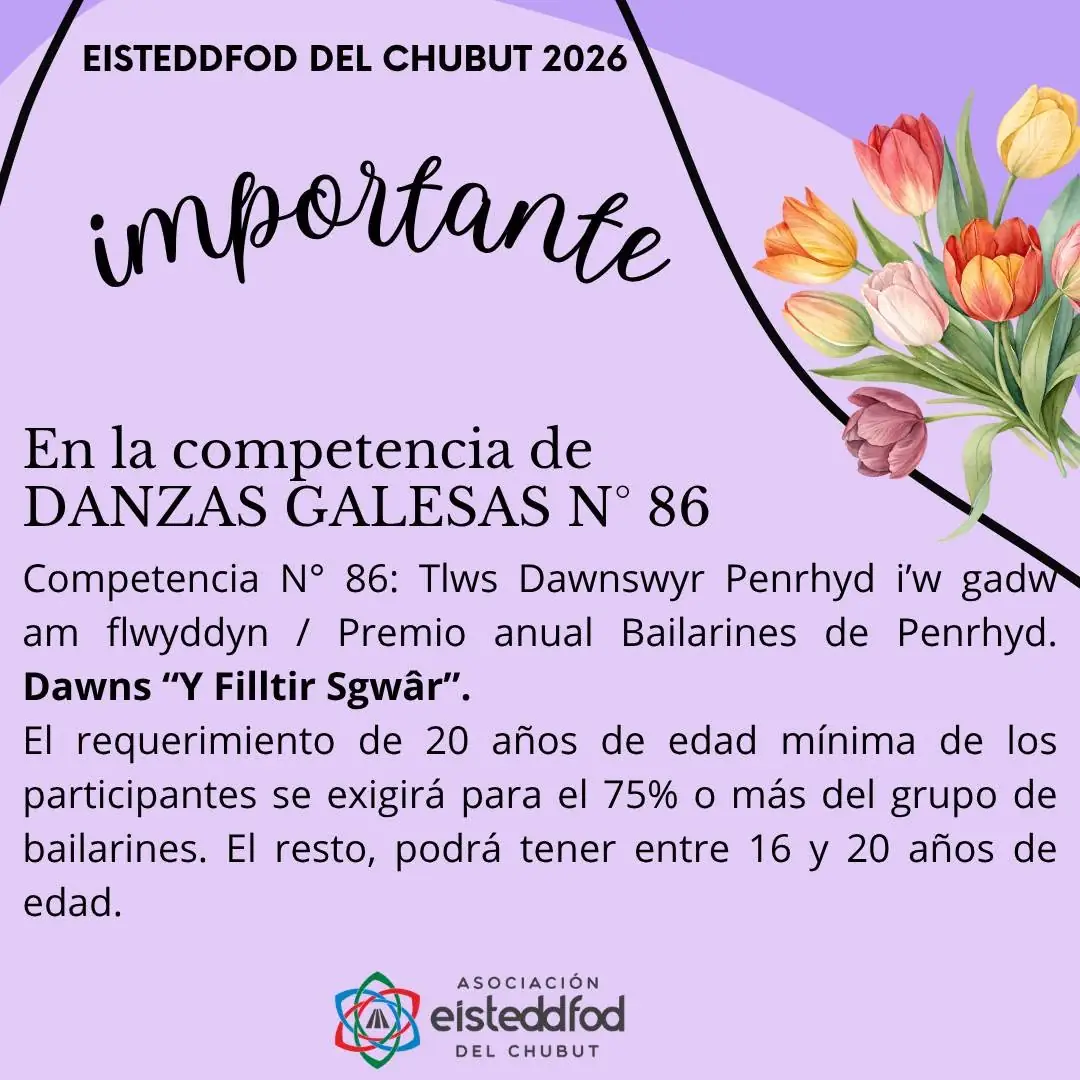 EISTEDDFOD DEL CHUBUT 2026
importante
En la competencia de
DANZAS GALESAS N° 86
Competencia N° 86: Tlws Dawnswyr Penrhyd i’w gadw
am flwyddyn / Premio anual Bailarines de Penrhyd.
Dawns “Y Filltir Sgwâr”.
El requerimiento de 20 años de edad mínima de los
participantes se exigirá para el 75% o más del grupo de
bailarines. El resto, podrá tener entre 16 y 20 años de
edad.
ASOCIACIÓN
eisteddfod
DEL CHUBUT